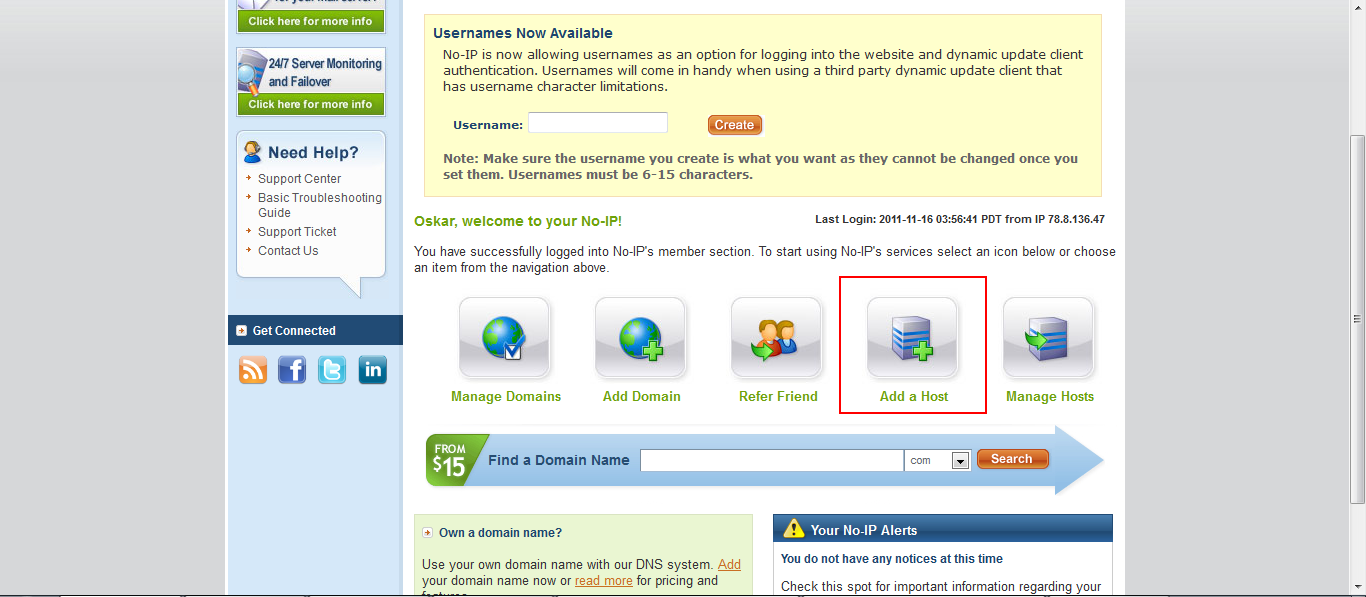 Click here for more info
24/7 Server Monitoring
and Failover
Click here for more info
Need Help?
Support Center
Basic Troubleshooting
Guide
Support Ticket
Contact Us
Get Connected
Usernames Now Available
No-IP is now allowing usernames as an option for logging into the website and dynamic update client
authentication. Usernames will come in handy when using a third party dynamic update client that
has username character limitations.
Username:
Create
Note: Make sure the username you create is what you want as they cannot be changed once you
set them. Usernames must be 6-15 characters.
Oskar, welcome to your No-IP!
Last Login: 2011-11-16 03:56:41 PDT from IP 78.8.136.47
You have successfully logged into No-IP's member section. To start using No-IP's services select an icon below or choose
an item from the navigation above.
Manage Domains
Add Domain
Refer Friend
Add a Host
Manage Hosts
FROM
$15
Find a Domain Name
com
Search
Own a domain name?
Use your own domain name with our DNS system. Add
your domain name now or read more for pricing and
Your No-IP Alerts
You do not have any notices at this time
Check this spot for important information regarding your